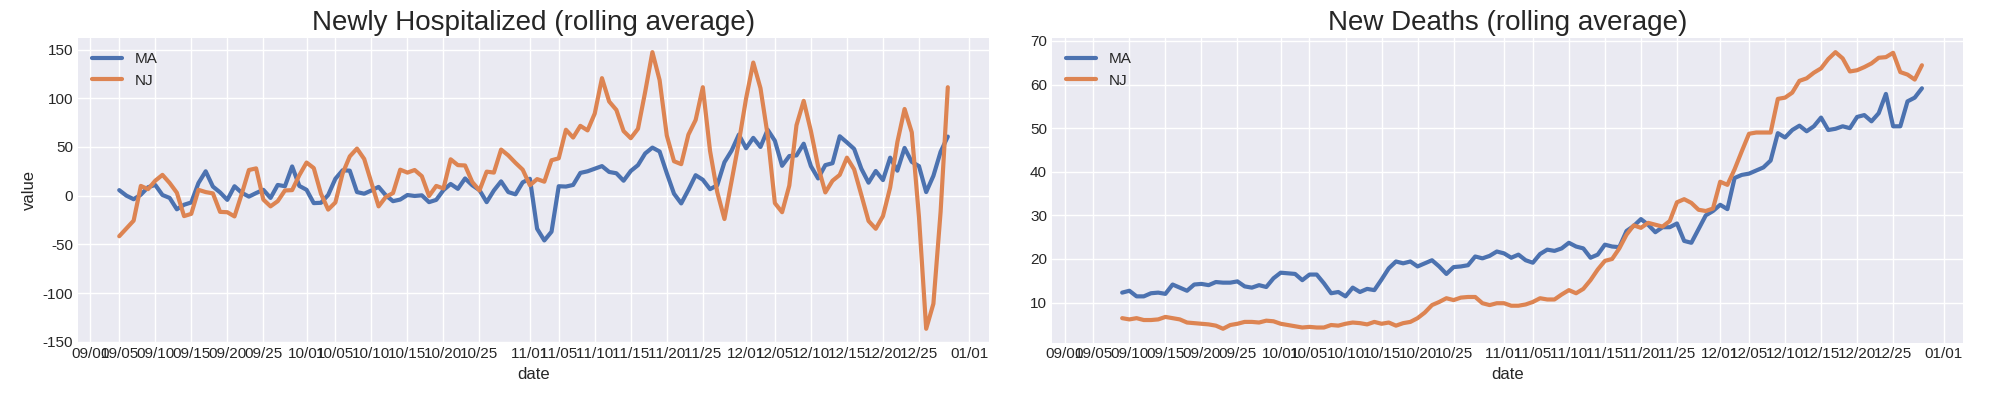 Newly Hospitalized (rolling average)
MA
NJ
150
100
50
0
-50
-100
-150
value
09/01 09/05 09/10 09/15 09/20 09/25 10/01 10/05 10/10 10/15 10/20 10/25 11/01 11/05 11/10 11/15 11/20 11/25 12/01 12/05 12/10 12/15 12/20 12/25 01/01
date
New Deaths (rolling average)
MA
NJ
70
60
50
40
30
20
10
09/01 09/05 09/10 09/15 09/20 09/25 10/01 10/05 10/10 10/15 10/20 10/25 11/01 11/05 11/10 11/15 11/20 11/25 12/01 12/05 12/10 12/15 12/20 12/25 01/01
date